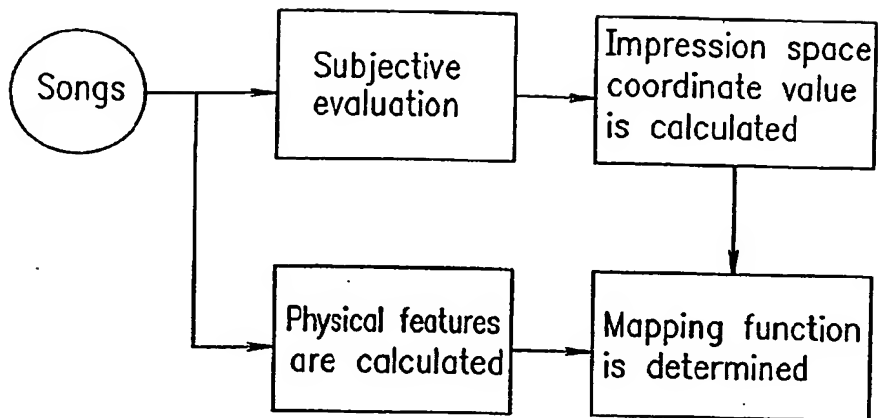 Songs
Subjective
evaluation
Impression space
coordinate value
is calculated
Physical features
are calculated
Mapping function
is determined